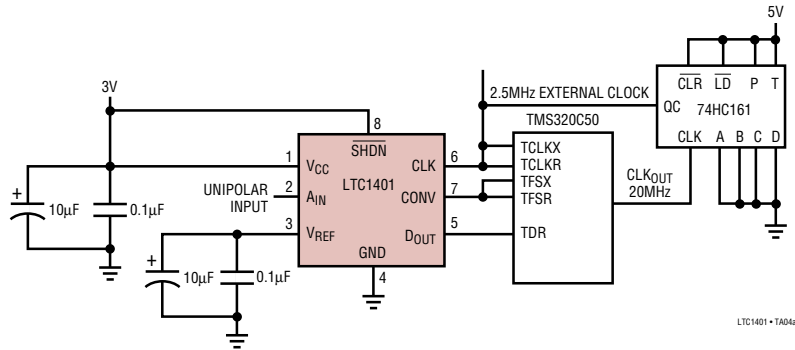 5V
3V
2.5MHz EXTERNAL CLOCK
CLR LD P T
QC 74HC161
CLK A B C D
TMS320C50
8
SHDN
1 VCC CLK 6
LTC1401
UNIPOLAR INPUT 2 AIN CONV 7
3 VREF DOUT 5
GND
4
TCLKX
TCLKR
TFSX
TFSR
TDR
CLKOUT
20MHz
+
10µF 0.1µF
+
10µF 0.1µF
LTC1401 • TA04a